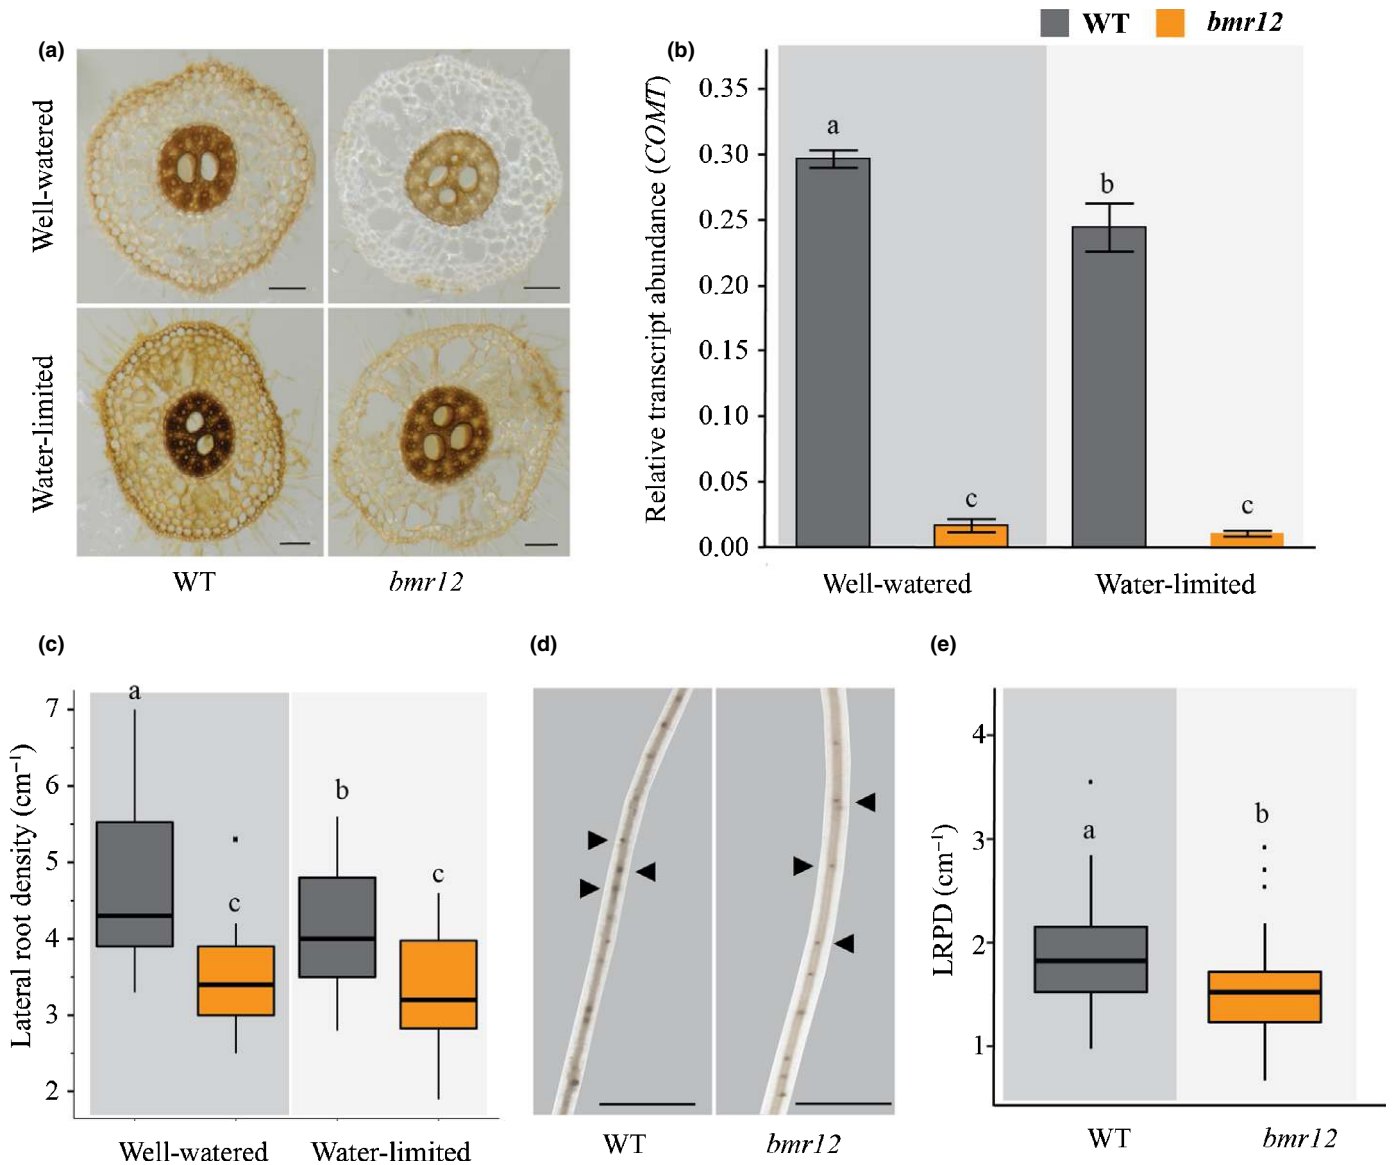 WT bmr12
(a)
Well-watered
Water-limited
WT
bmr12
(b)
Relative transcript abundance (COMT)
0.35
0.30
0.25
0.20
0.15
0.10
0.05
0.00
a
c
b
c
Well-watered
Water-limited
(c)
Lateral root density (cm⁻¹)
7
6
5
4
3
2
a
c
b
c
Well-watered
Water-limited
(d)
WT
bmr12
(e)
LRPD (cm⁻¹)
4
3
2
1
a
b
WT
bmr12